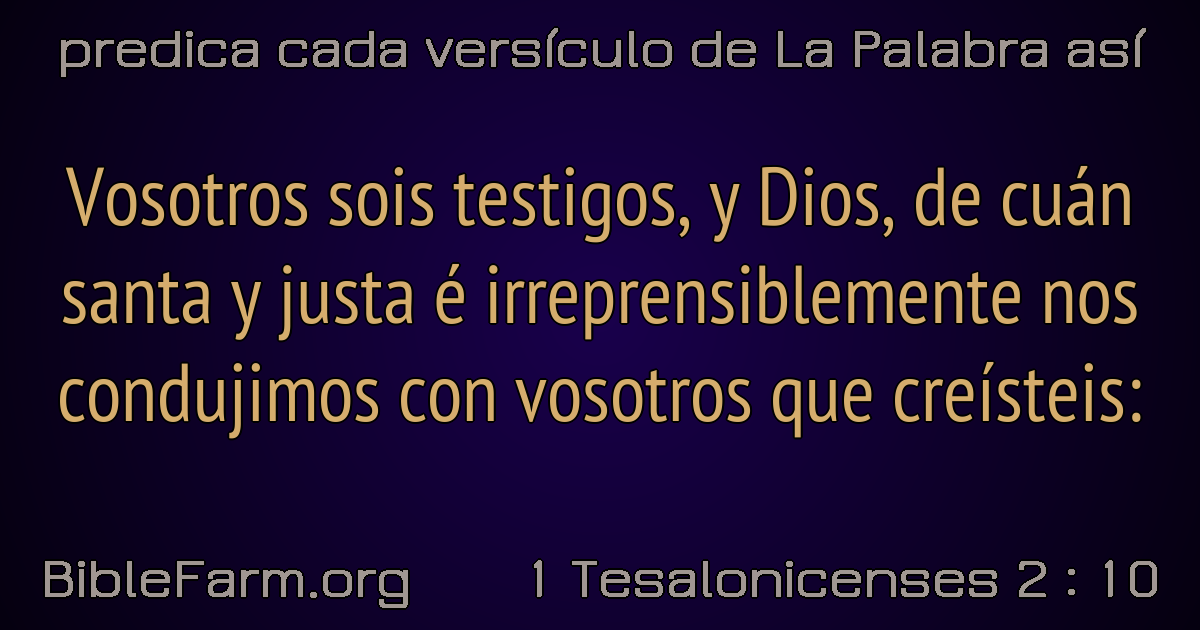 predica cada versículo de La Palabra así
Vosotros sois testigos, y Dios, de cuán
santa y justa é irreprensiblemente nos
condujimos con vosotros que creísteis:
BibleFarm.org 1 Tesalonicenses 2 : 10